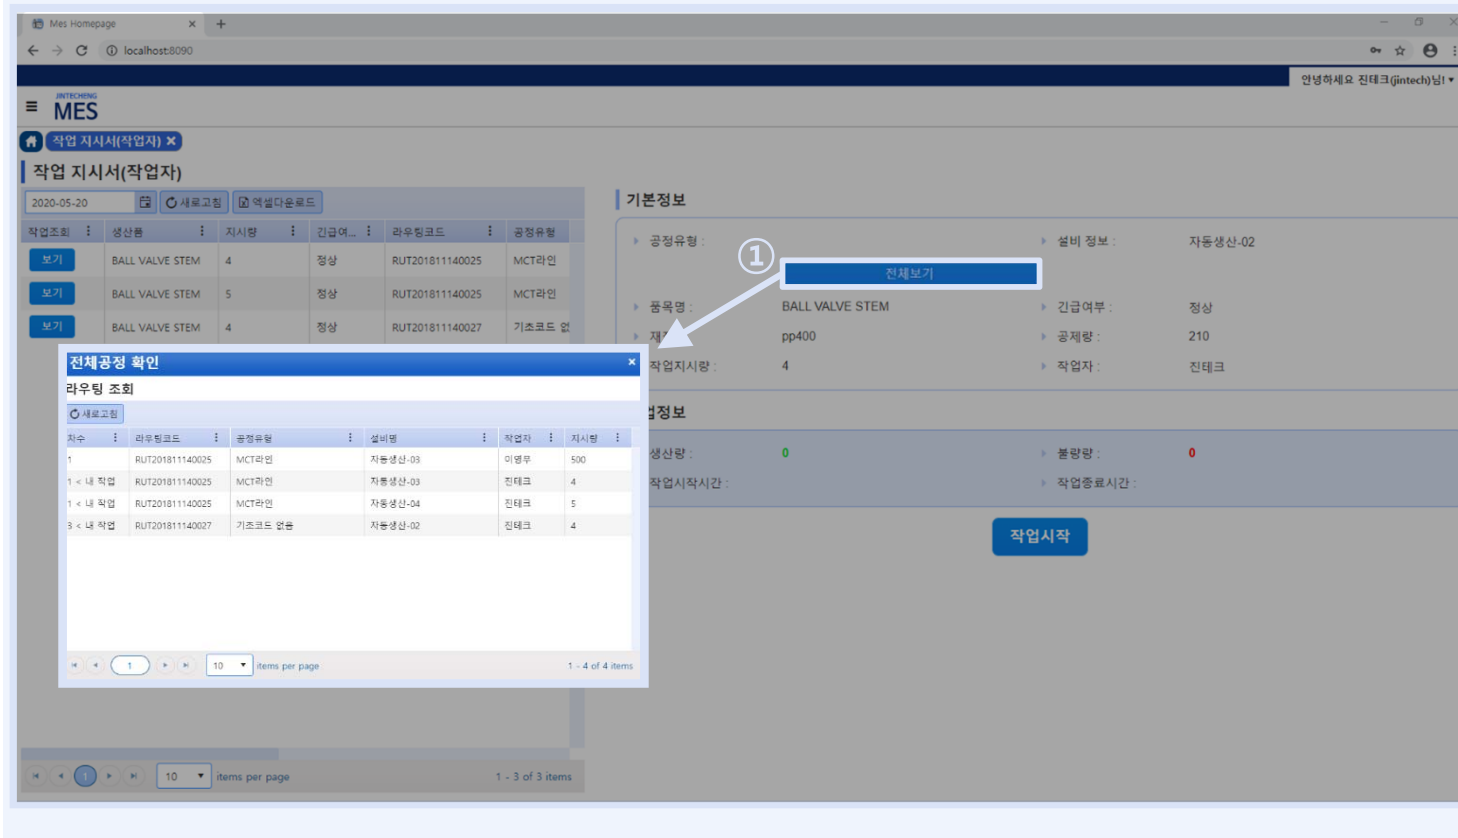 Mes Homepage
localhost:8090
안녕하세요 진테크(jintech)님!
JINTECHENG
MES
작업 지시서(작업자)
작업 지시서(작업자)
2020-05-20 새로고침 엑셀다운로드
작업조회 생산품 지시량 긴급여... 라우팅코드 공정유형
보기 BALL VALVE STEM 4 정상 RUT201811140025 MCT라인
보기 BALL VALVE STEM 5 정상 RUT201811140025 MCT라인
보기 BALL VALVE STEM 4 정상 RUT201811140027 기초코드 없
전체공정 확인
라우팅 조회
새로고침
차수 라우팅코드 공정유형 설비명 작업자 지시량
1 RUT201811140025 MCT라인 자동생산-03 이영우 500
1 < 내 작업 RUT201811140025 MCT라인 자동생산-03 진테크 4
1 < 내 작업 RUT201811140025 MCT라인 자동생산-04 진테크 5
3 < 내 작업 RUT201811140027 기초코드 없음 자동생산-02 진테크 4
1 10 items per page 1 - 4 of 4 items
1 10 items per page 1 - 3 of 3 items
기본정보
공정유형 : 설비 정보 : 자동생산-02
①
전체보기
품목명 : BALL VALVE STEM 긴급여부 : 정상
pp400 공제량 : 210
작업지시량 : 4 작업자 : 진테크
업정보
생산량 : 0 불량량 : 0
작업시작시간 : 작업종료시간 :
작업시작